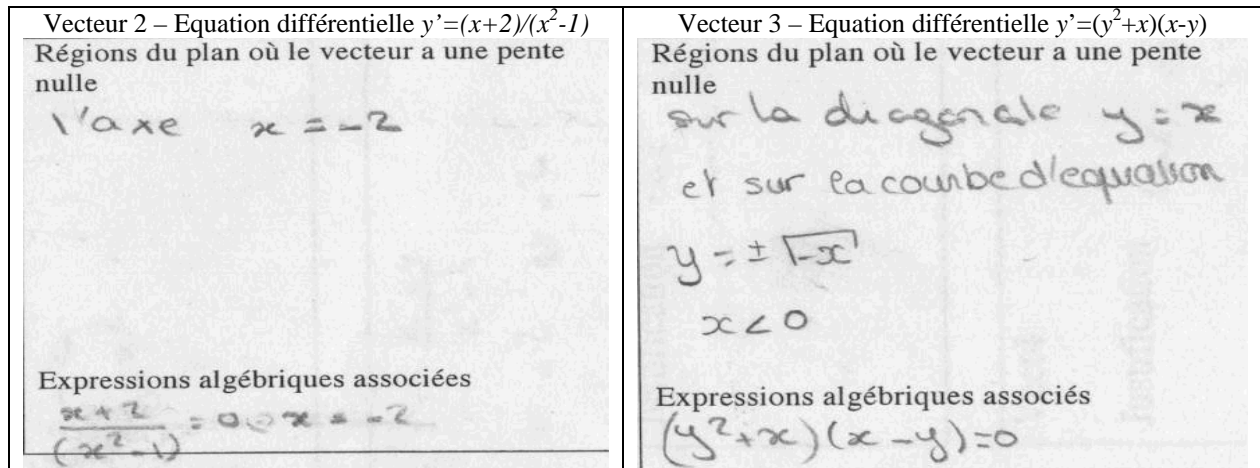 Vecteur 2 – Equation différentielle y'=(x+2)/(x²-1)
Régions du plan où le vecteur a une pente
nulle
l'axe x = -2
Expressions algébriques associées
x+2/(x²-1) = 0 x = -2
Vecteur 3 – Equation différentielle y'=(y²+x)(x-y)
Régions du plan où le vecteur a une pente
nulle
sur la diagonale y = x
et sur la courbe d'equation
y = ± √-x
x < 0
Expressions algébriques associés
(y²+x)(x-y)=0